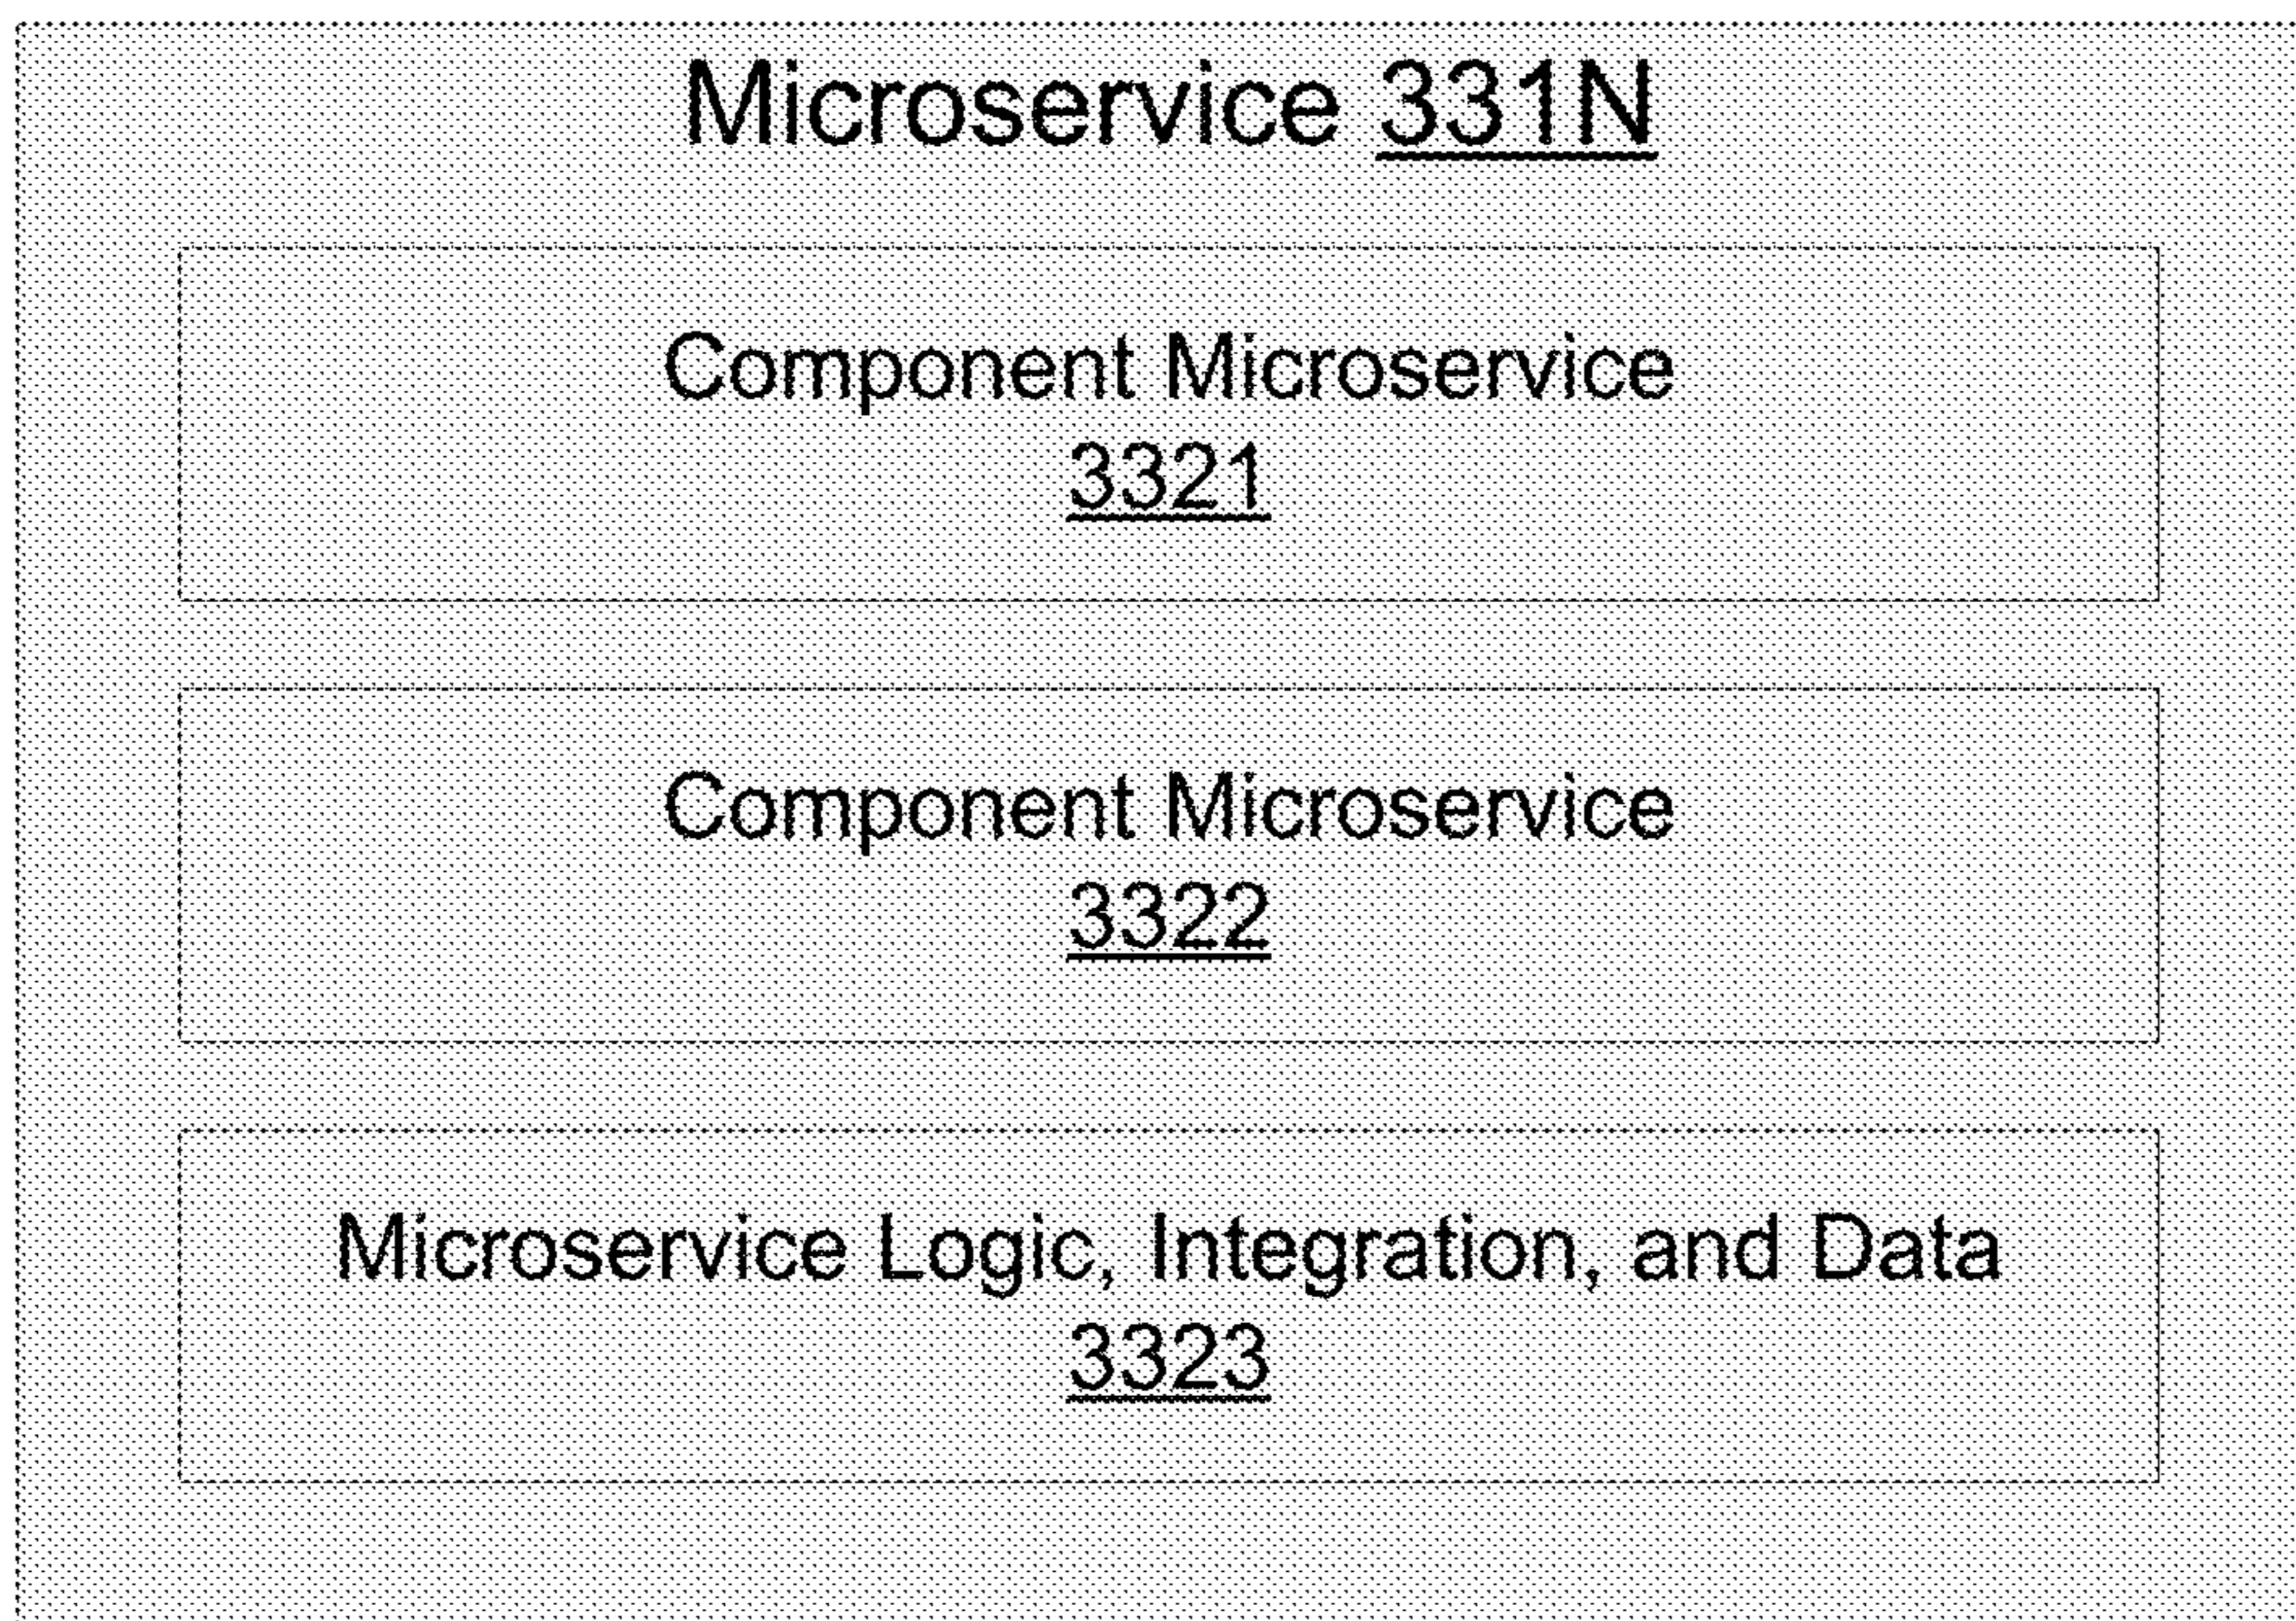 Microservice 331N
Component Microservice
3321
Component Microservice
3322
Microservice Logic, Integration, and Data
3323